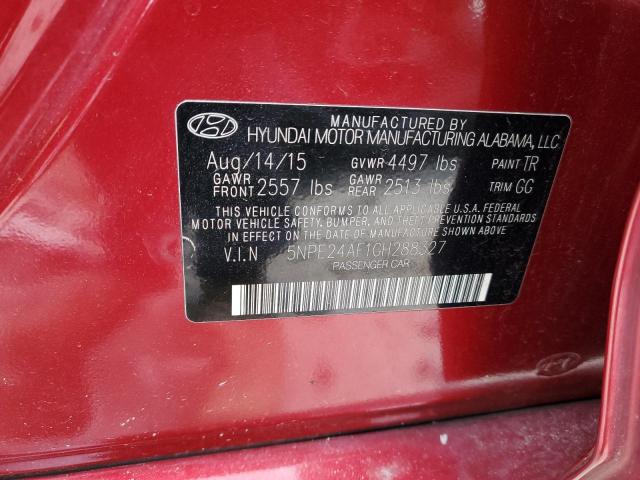 MANUFACTURED BY
HYUNDAI MOTOR MANUFACTURING ALABAMA, LLC
Aug/14/15 GVWR 4497 lbs PAINT TR
GAWR FRONT 2557 lbs GAWR REAR 2513 lbs TRIM GG
THIS VEHICLE CONFORMS TO ALL APPLICABLE U.S.A. FEDERAL
MOTOR VEHICLE SAFETY, BUMPER, AND THEFT PREVENTION STANDARDS
IN EFFECT ON THE DATE OF MANUFACTURE SHOWN ABOVE.
V.I.N 5NPE24AF1GH288327
PASSENGER CAR